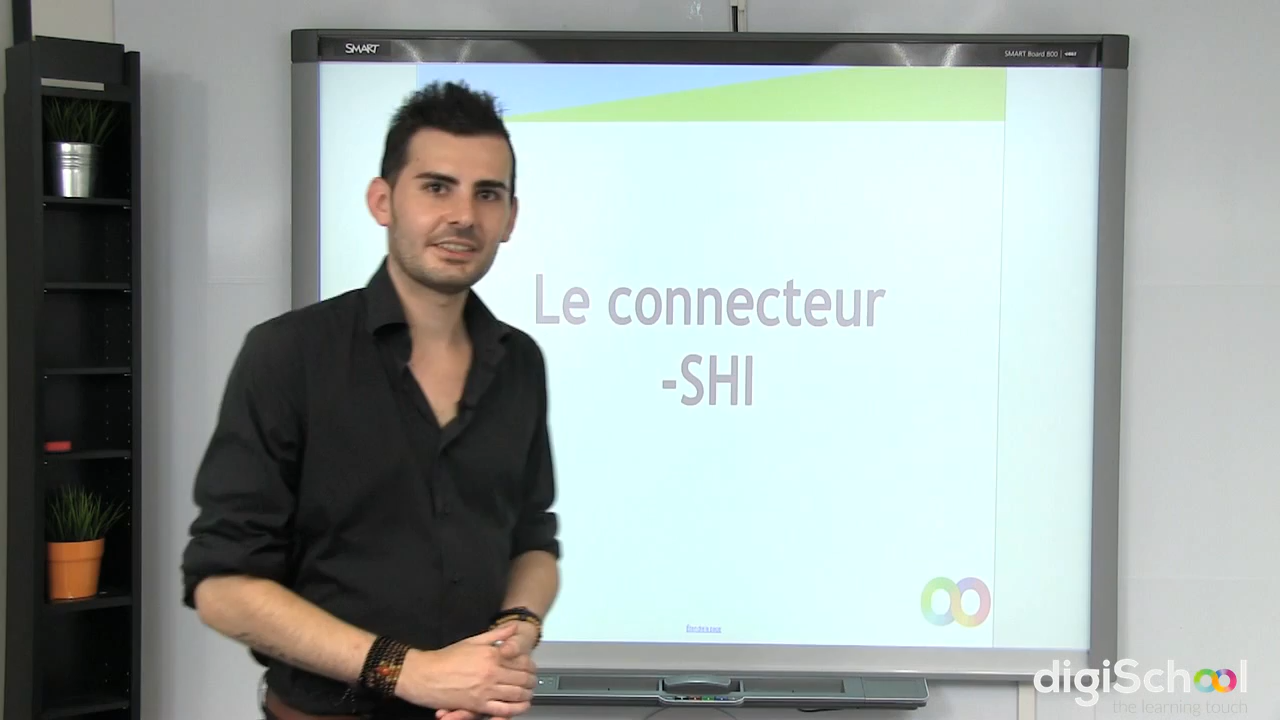 SMART
SMART Board 800
Le connecteur
-SHI
digiSchool
the learning touch